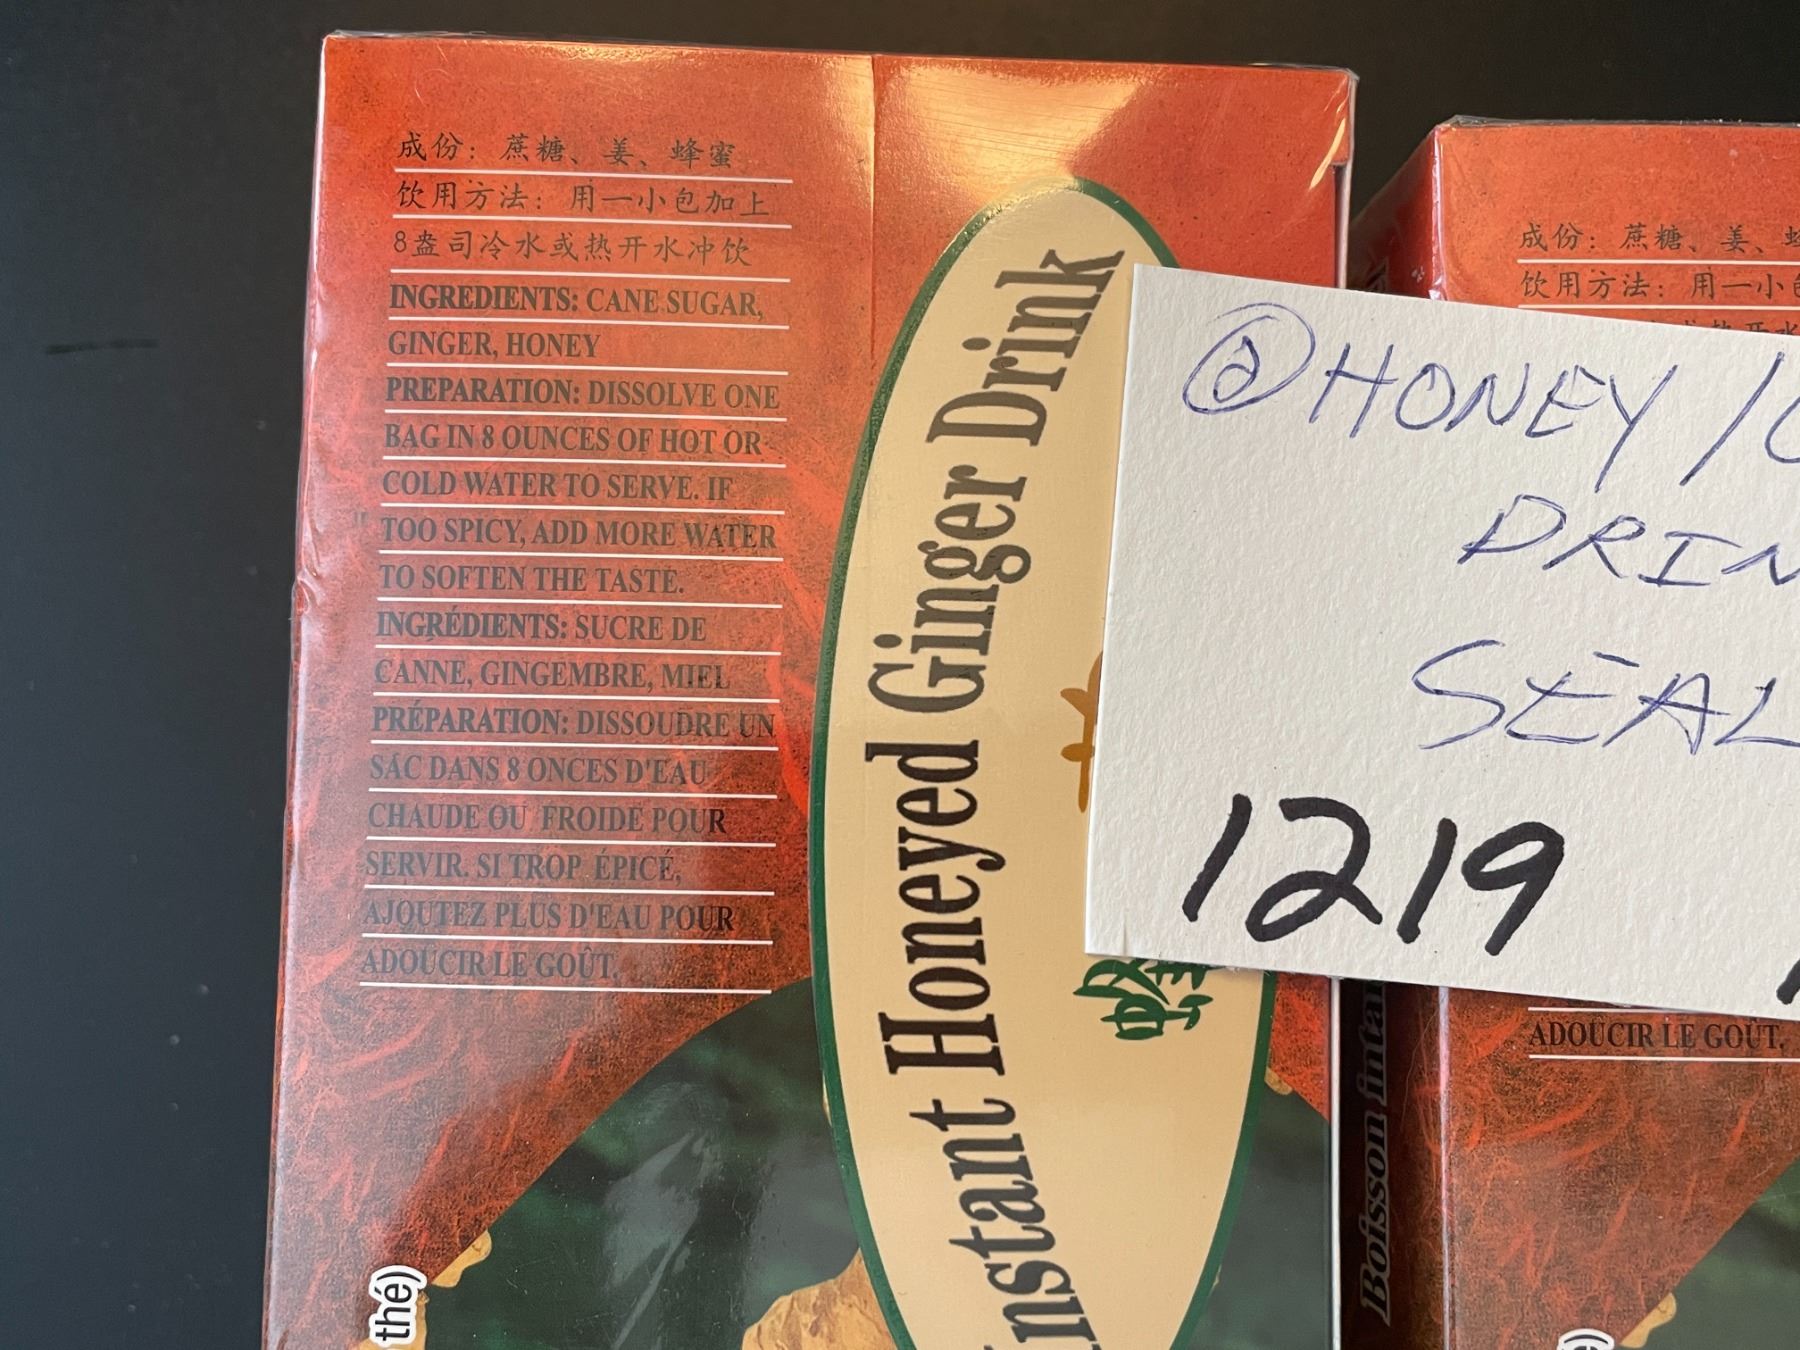 成份：蔗糖、姜、蜂蜜
饮用方法：用一小包加上
8盎司冷水或热开水冲饮
INGREDIENTS: CANE SUGAR,
GINGER, HONEY
PREPARATION: DISSOLVE ONE
BAG IN 8 OUNCES OF HOT OR
COLD WATER TO SERVE. IF
TOO SPICY, ADD MORE WATER
TO SOFTEN THE TASTE.
INGRÉDIENTS: SUCRE DE
CANNE, GINGEMBRE, MIEL
PRÉPARATION: DISSOUDRE UN
SAC DANS 8 ONCES D'EAU
CHAUDE OU FROIDE POUR
SERVIR. SI TROP ÉPICÉ,
AJOUTEZ PLUS D'EAU POUR
ADOUCIR LE GOÛT.
thé)
Instant Honeyed Ginger Drink
@HONEY /
DRIN
SEAL
1219
Boisson
成份：蔗糖、姜、
饮用方法：用一小
ADOUCIR LE GOÛT.